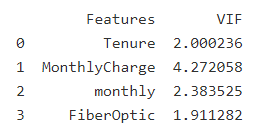 Features VIF
0 Tenure 2.000236
1 MonthlyCharge 4.272058
2 monthly 2.383525
3 FiberOptic 1.911282